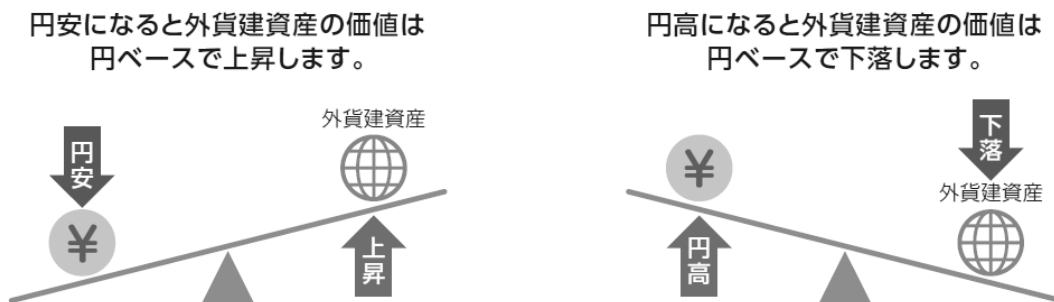 円安になると外貨建資産の価値は
円ベースで上昇します。
円安
¥
外貨建資産
上昇
円高になると外貨建資産の価値は
円ベースで下落します。
¥
円高
下落
外貨建資産